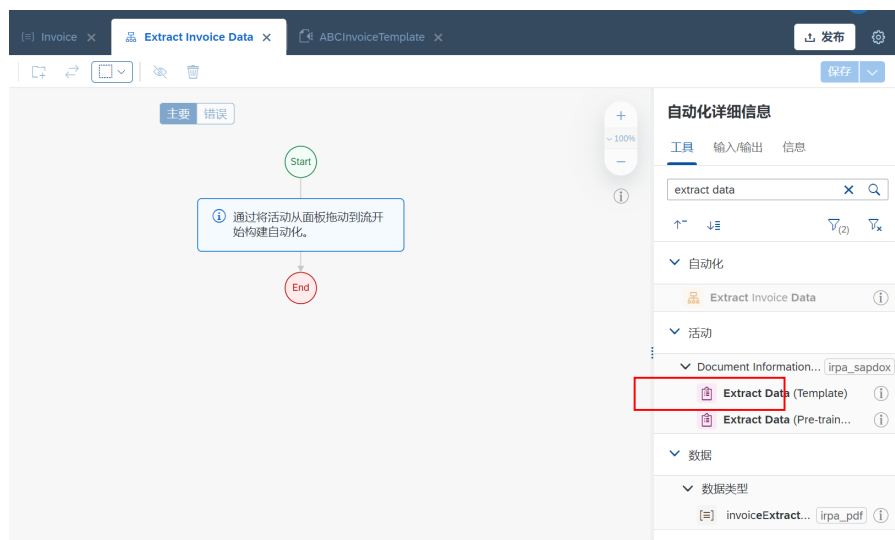 Invoice
Extract Invoice Data
ABCInvoiceTemplate
发布
保存
主要 错误
100%
Start
通过将活动从面板拖动到流开
始构建自动化。
End
自动化详细信息
工具 输入/输出 信息
extract data
(2)
自动化
Extract Invoice Data
活动
Document Information... irpa_sapdox
Extract Data (Template)
Extract Data (Pre-train...
数据
数据类型
invoiceExtract... irpa_pdf